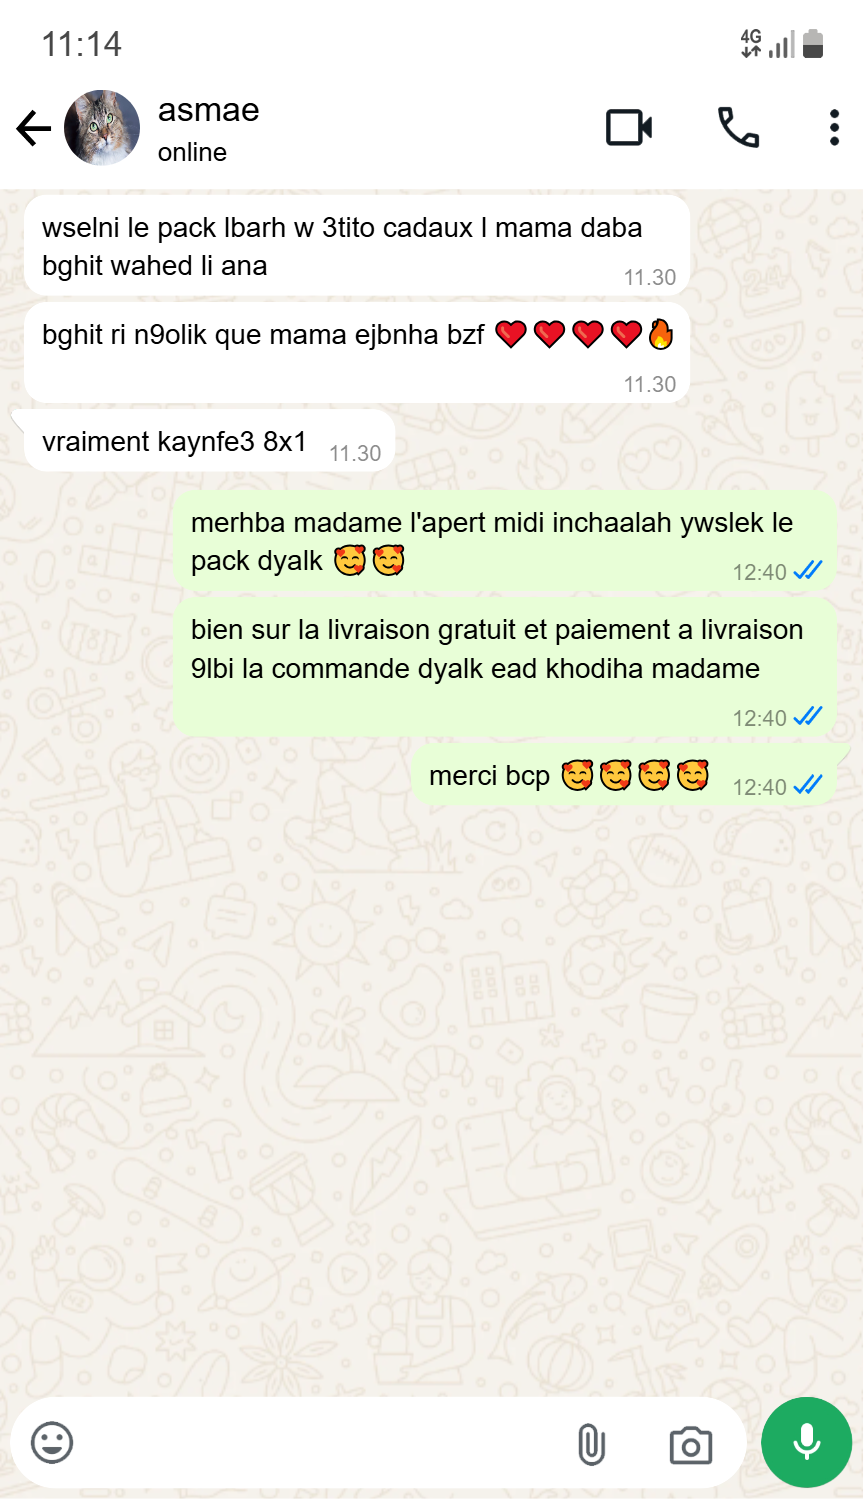 11:14
4G
asmae
online
wselni le pack lbarh w 3tito cadaux l mama daba
bghit wahed li ana
11.30
bghit ri n9olik que mama ejbnha bzf ❤️❤️❤️❤️🔥
11.30
vraiment kaynfe3 8x1
11.30
merhba madame l'apert midi inchaalah ywslek le
pack dyalk 🥰🥰
12:40
bien sur la livraison gratuit et paiement a livraison
9lbi la commande dyalk ead khodiha madame
12:40
merci bcp 🥰🥰🥰🥰
12:40